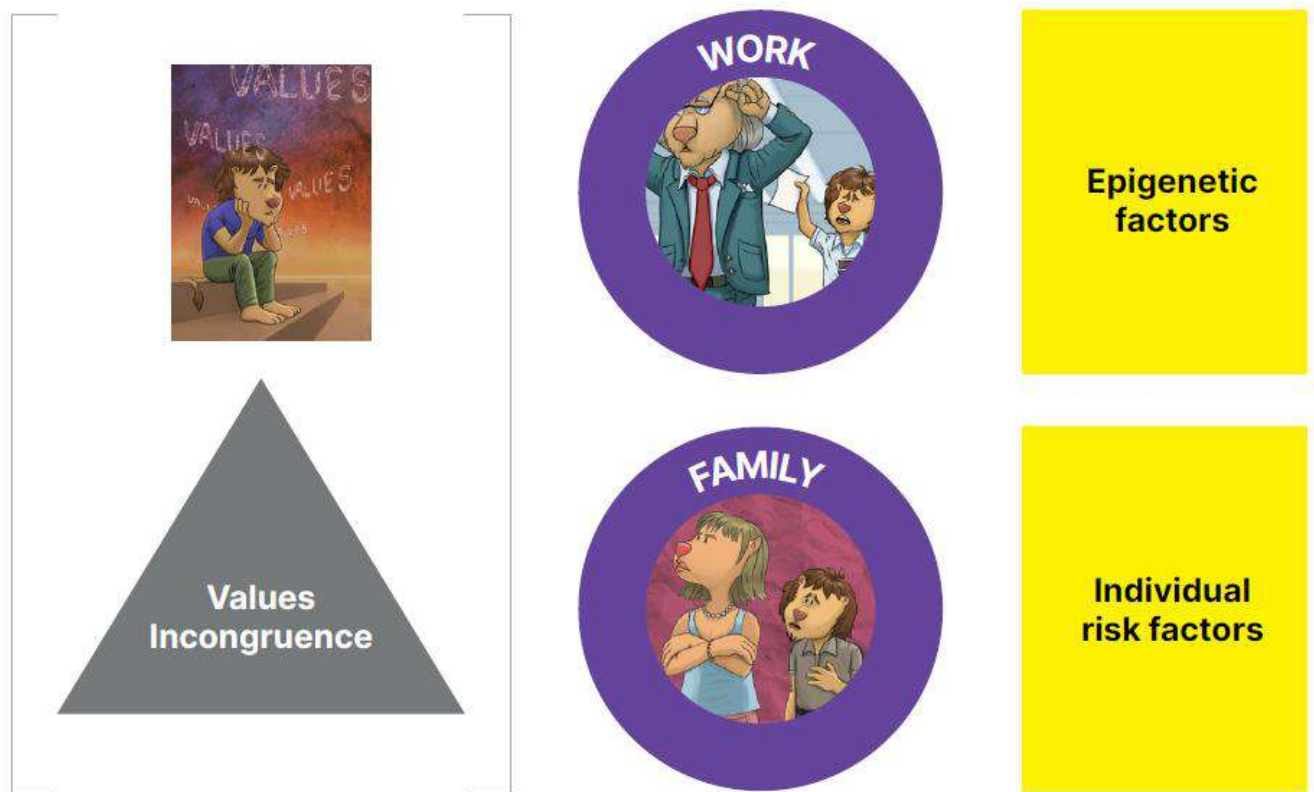 VALUES
VALUES
VALUES
Values
Incongruence
WORK
FAMILY
Epigenetic
factors
Individual
risk factors